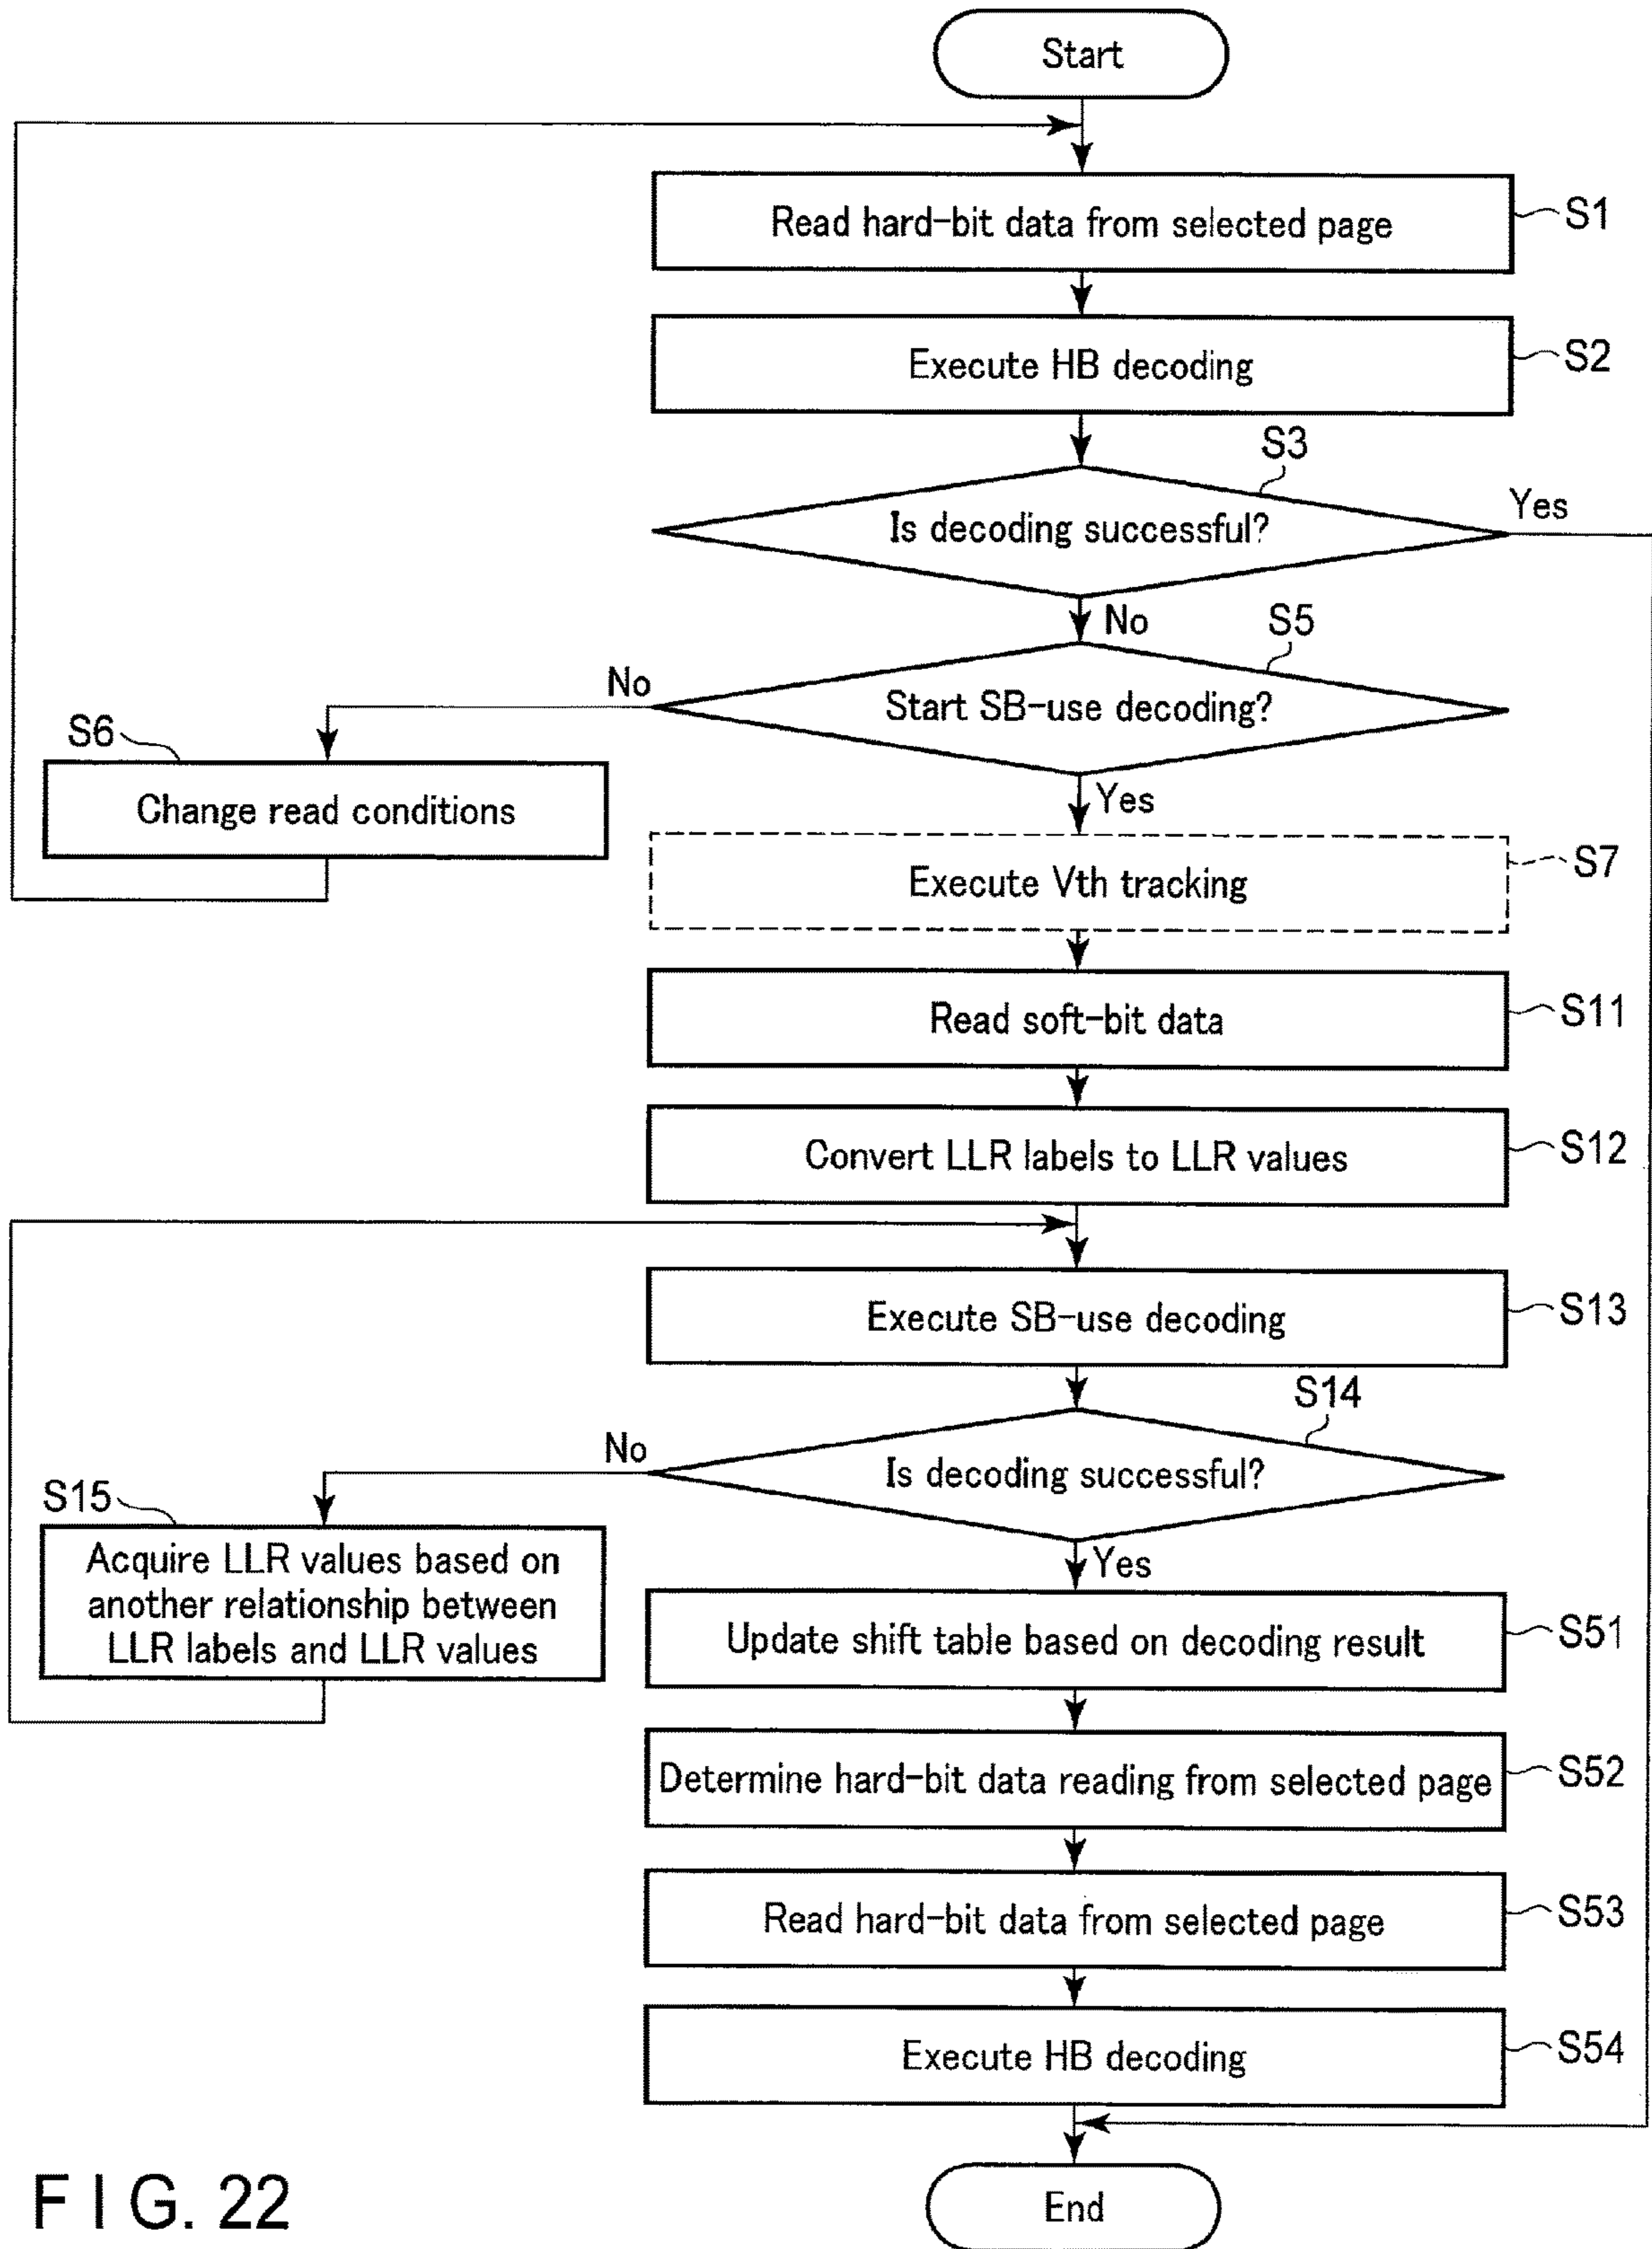 Start
Read hard-bit data from selected page
S1
Execute HB decoding
S2
S3
Is decoding successful?
Yes
No
S5
Start SB-use decoding?
No
S6
Change read conditions
Yes
Execute Vth tracking
S7
Read soft-bit data
S11
Convert LLR labels to LLR values
S12
Execute SB-use decoding
S13
S14
Is decoding successful?
No
S15
Acquire LLR values based on
another relationship between
LLR labels and LLR values
Yes
Update shift table based on decoding result
S51
Determine hard-bit data reading from selected page
S52
Read hard-bit data from selected page
S53
Execute HB decoding
S54
End
F I G. 22